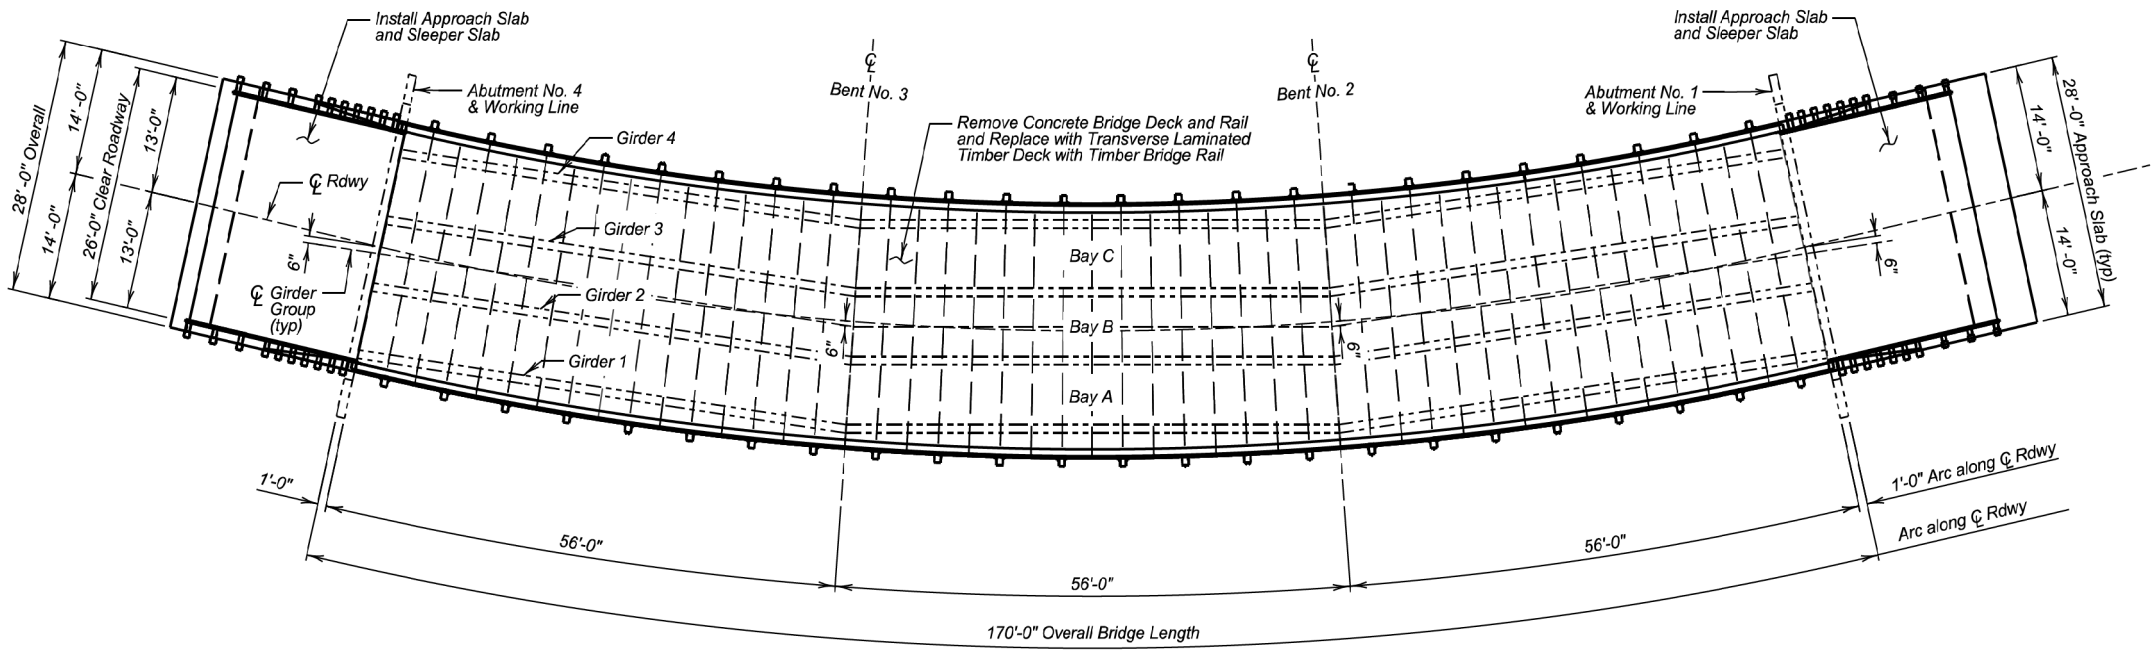 Install Approach Slab
and Sleeper Slab
Install Approach Slab
and Sleeper Slab
℄
Bent No. 3
℄
Bent No. 2
Abutment No. 4
& Working Line
Abutment No. 1
& Working Line
Girder 4
Remove Concrete Bridge Deck and Rail
and Replace with Transverse Laminated
Timber Deck with Timber Bridge Rail
28'-0" Overall
14'-0"
14'-0"
26'-0" Clear Roadway
13'-0"
13'-0"
℄ Rdwy
6"
℄ Girder
Group
(typ)
Girder 3
Girder 2
Girder 1
Bay C
Bay B
Bay A
6"
6"
6"
14'-0"
14'-0"
28'-0" Approach Slab (typ)
1'-0"
1'-0" Arc along ℄ Rdwy
Arc along ℄ Rdwy
56'-0"
56'-0"
56'-0"
170'-0" Overall Bridge Length